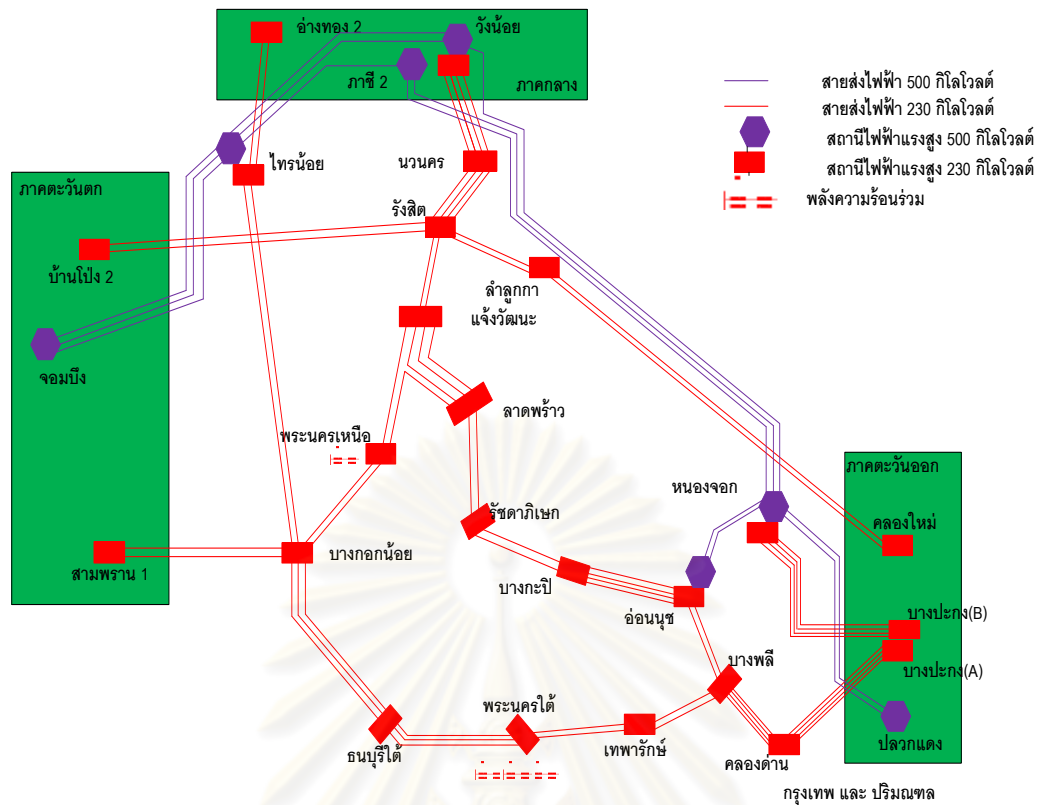 อ่างทอง 2
วังน้อย
ภาชี 2
ภาคกลาง
สายส่งไฟฟ้า 500 กิโลโวลต์
สายส่งไฟฟ้า 230 กิโลโวลต์
สถานีไฟฟ้าแรงสูง 500 กิโลโวลต์
สถานีไฟฟ้าแรงสูง 230 กิโลโวลต์
พลังความร้อนร่วม
ไทรน้อย
นวนคร
ภาคตะวันตก
รังสิต
บ้านโป่ง 2
ลำลูกกา
แจ้งวัฒนะ
จอมบึง
ลาดพร้าว
พระนครเหนือ
ภาคตะวันออก
หนองจอก
คลองใหม่
รัชดาภิเษก
บางกอกน้อย
สามพราน 1
บางกะปิ
อ่อนนุช
บางปะกง(B)
บางปะกง(A)
บางพลี
พระนครใต้
ธนบุรีใต้
เทพารักษ์
คลองด่าน
ปลวกแดง
กรุงเทพ และ ปริมณฑล